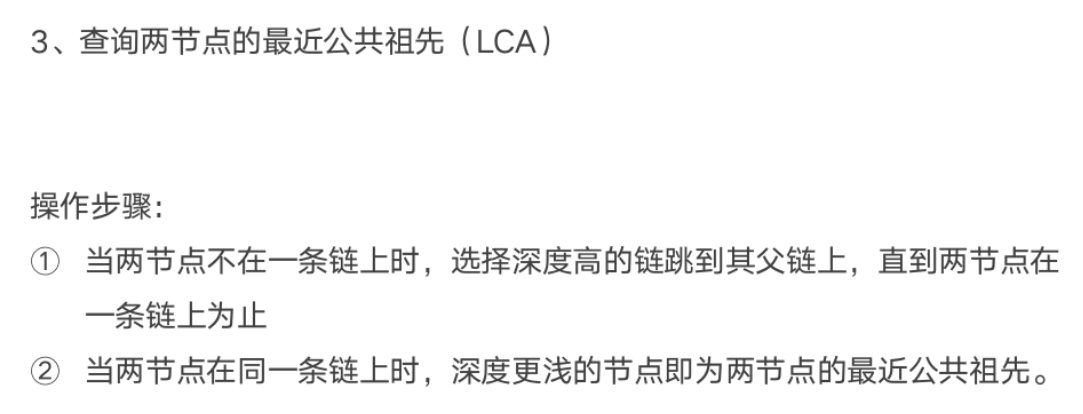 3、查询两节点的最近公共祖先（LCA）
操作步骤:
① 当两节点不在一条链上时，选择深度高的链跳到其父链上，直到两节点在
一条链上为止
② 当两节点在同一条链上时，深度更浅的节点即为两节点的最近公共祖先。